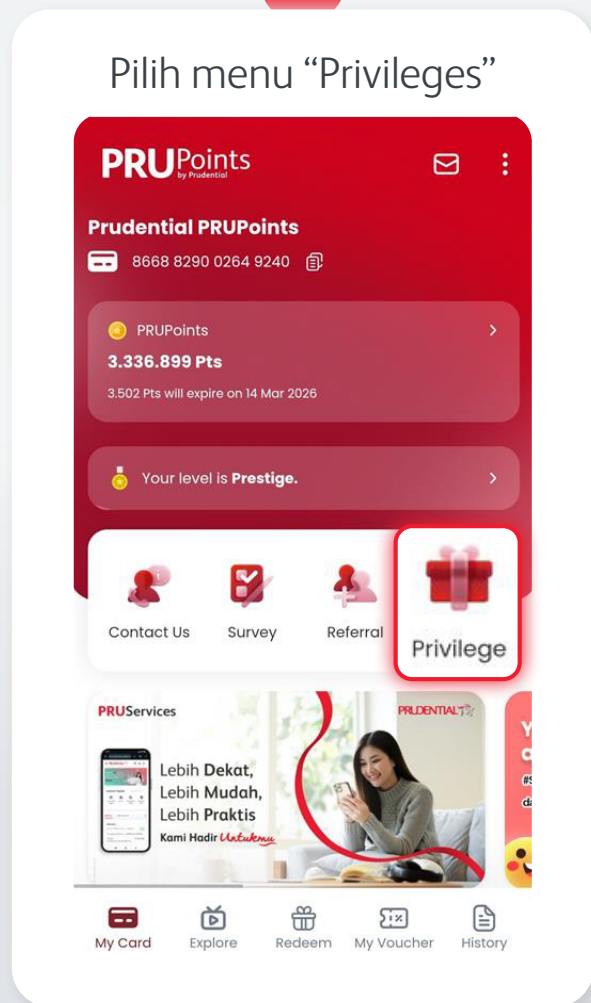 Pilih menu “Privileges”
PRUPoints
by Prudential
Prudential PRUPoints
8668 8290 0264 9240
PRUPoints
3.336.899 Pts
3.502 Pts will expire on 14 Mar 2026
Your level is Prestige.
Contact Us
Survey
Referral
Privilege
PRUServices
PRUDENTIAL
Lebih Dekat,
Lebih Mudah,
Lebih Praktis
Kami Hadir Untukmu
My Card
Explore
Redeem
My Voucher
History